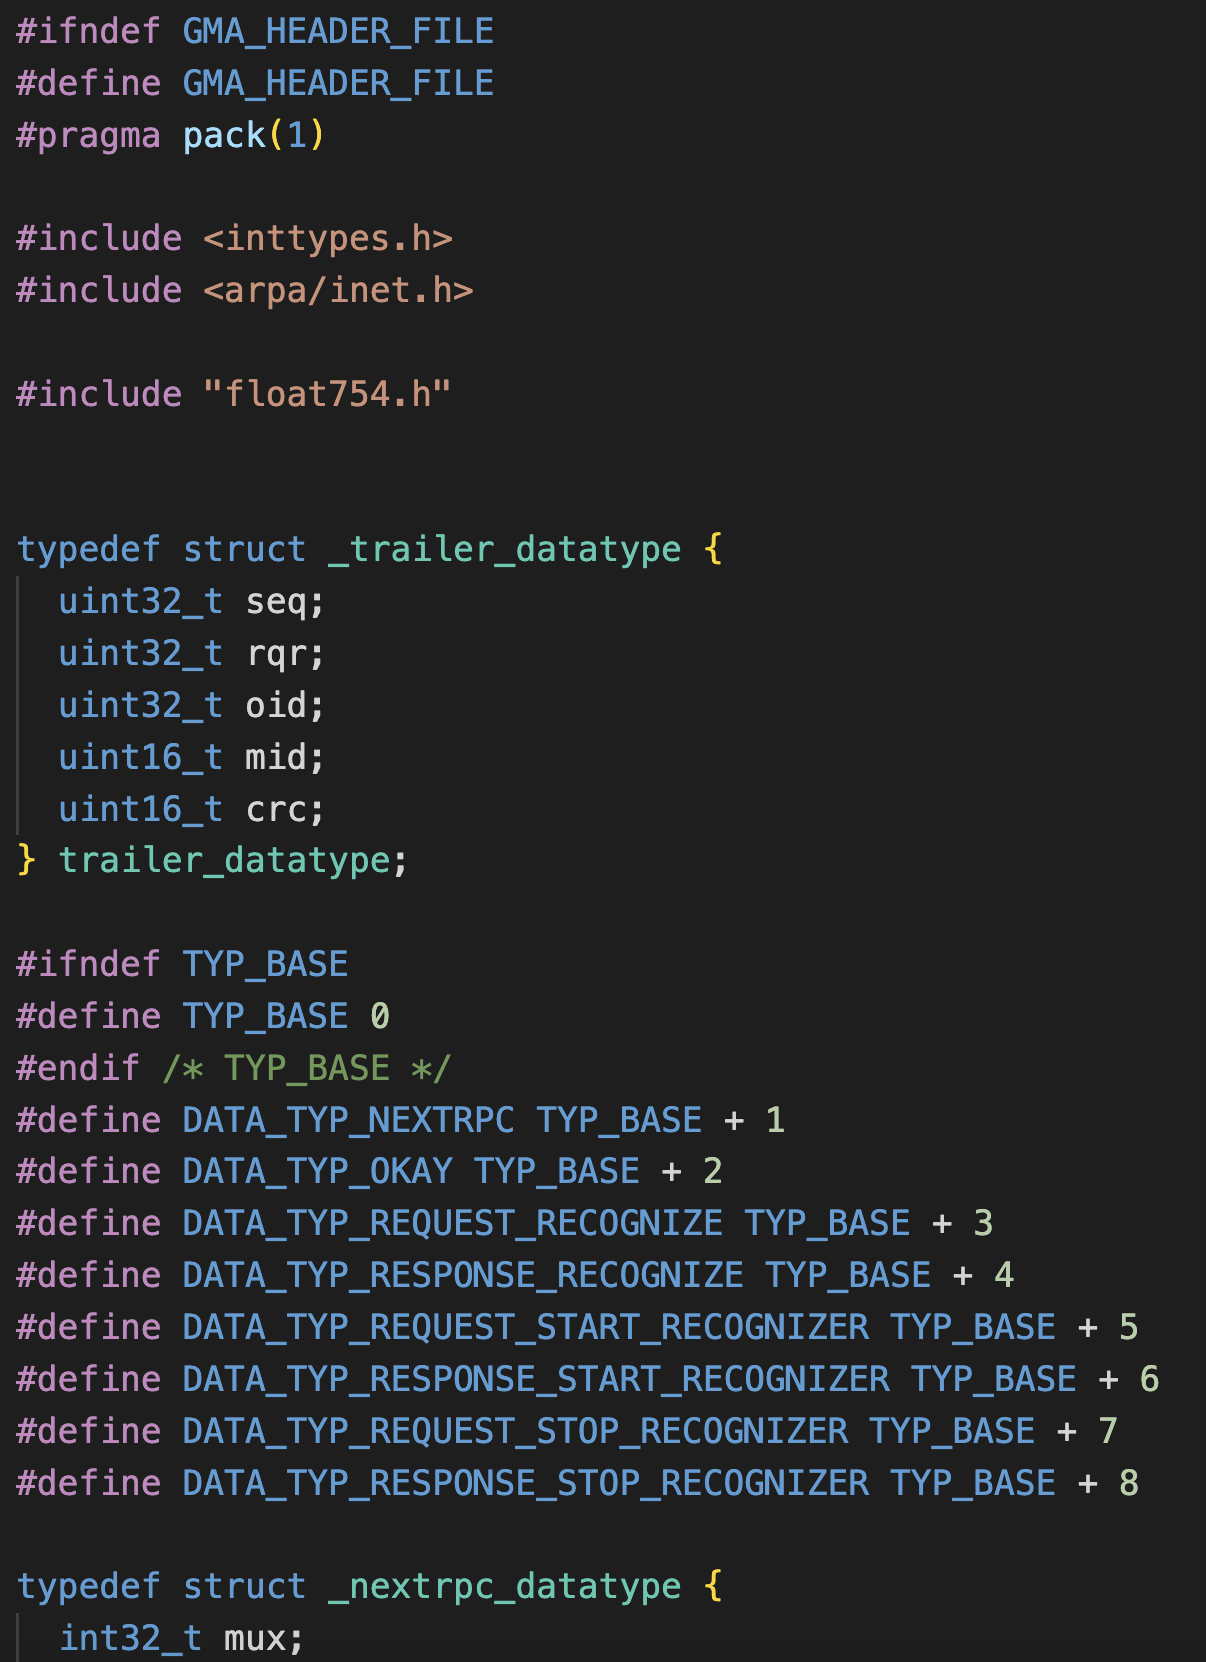 #ifndef GMA_HEADER_FILE
#define GMA_HEADER_FILE
#pragma pack(1)

#include <inttypes.h>
#include <arpa/inet.h>

#include "float754.h"


typedef struct _trailer_datatype {
  uint32_t seq;
  uint32_t rqr;
  uint32_t oid;
  uint16_t mid;
  uint16_t crc;
} trailer_datatype;

#ifndef TYP_BASE
#define TYP_BASE 0
#endif /* TYP_BASE */
#define DATA_TYP_NEXTRPC TYP_BASE + 1
#define DATA_TYP_OKAY TYP_BASE + 2
#define DATA_TYP_REQUEST_RECOGNIZE TYP_BASE + 3
#define DATA_TYP_RESPONSE_RECOGNIZE TYP_BASE + 4
#define DATA_TYP_REQUEST_START_RECOGNIZER TYP_BASE + 5
#define DATA_TYP_RESPONSE_START_RECOGNIZER TYP_BASE + 6
#define DATA_TYP_REQUEST_STOP_RECOGNIZER TYP_BASE + 7
#define DATA_TYP_RESPONSE_STOP_RECOGNIZER TYP_BASE + 8

typedef struct _nextrpc_datatype {
  int32_t mux;